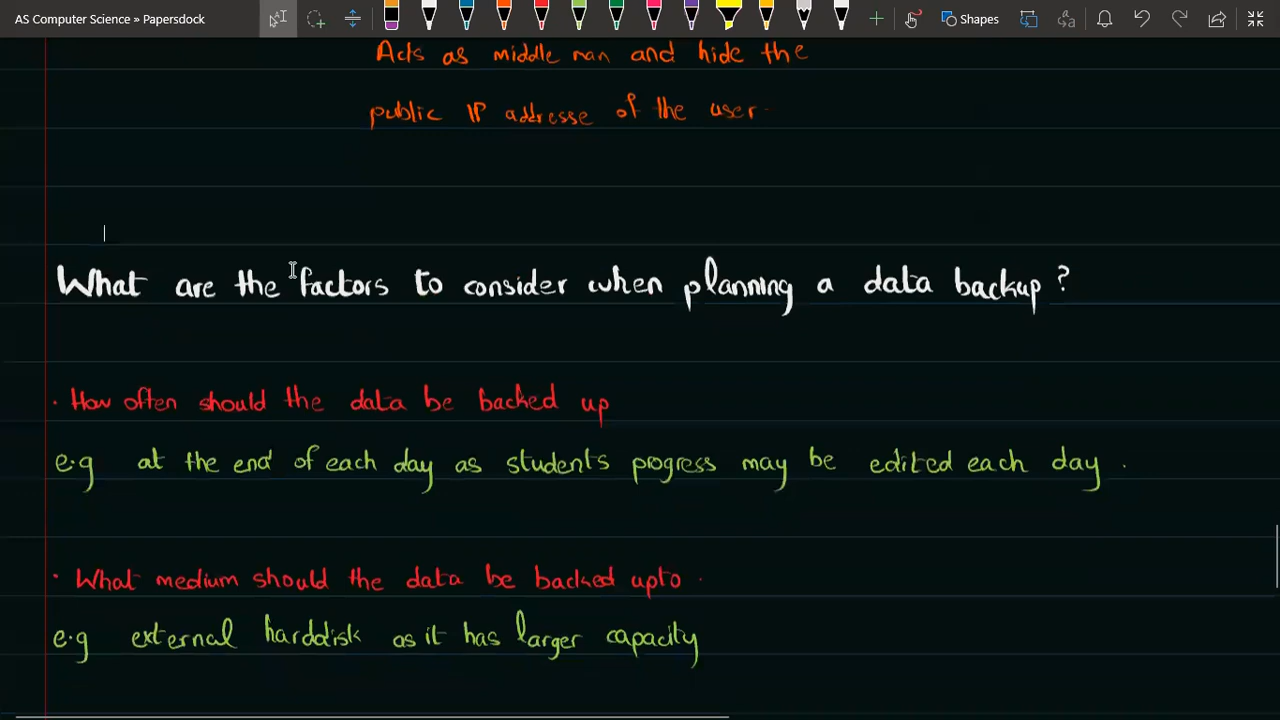 AS Computer Science » Papersdock
Shapes
Acts as middle man and hide the
public IP addresse of the user
What are the factors to consider when planning a data backup?
· How often should the data be backed up
e.g at the end of each day as students progress may be edited each day.
· What medium should the data be backed upto.
e.g external harddisk as it has larger capacity